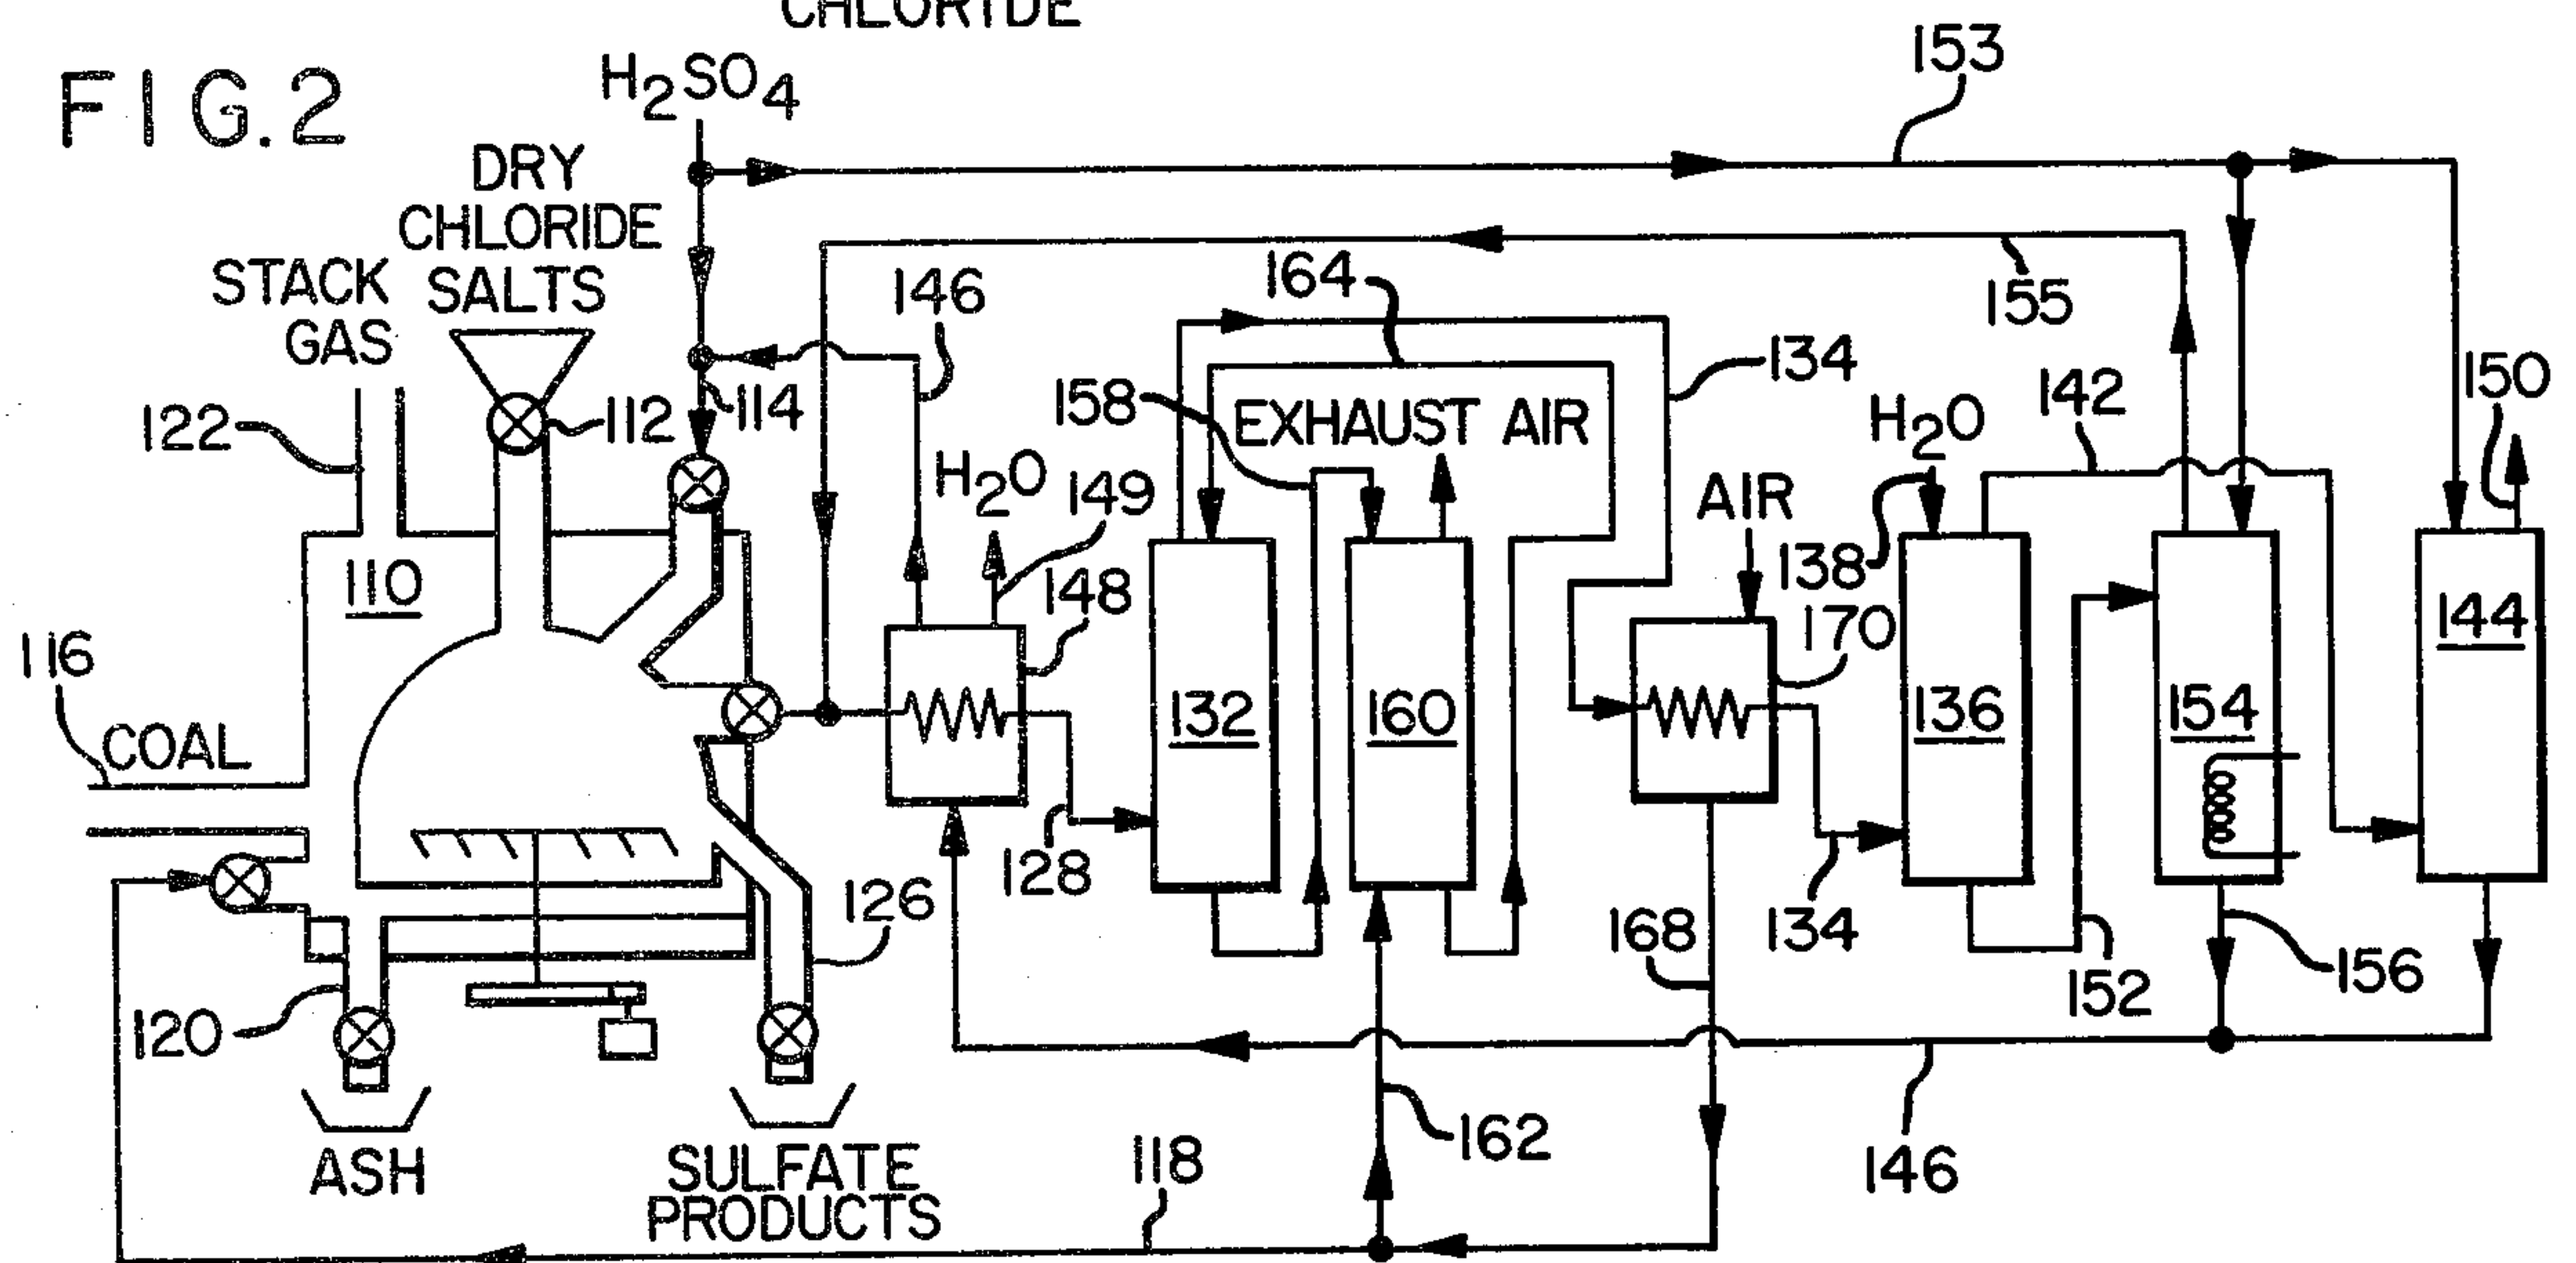 CHLORIDE
FIG.2
H2SO4
153
DRY
CHLORIDE
SALTS
STACK
GAS
146
164
155
134
158
EXHAUST AIR
142
150
H2O
122
112
114
H2O
149
AIR
138
110
148
170
144
116
COAL
132
160
136
154
128
126
168
134
152
156
120
162
146
ASH
SULFATE
PRODUCTS
118